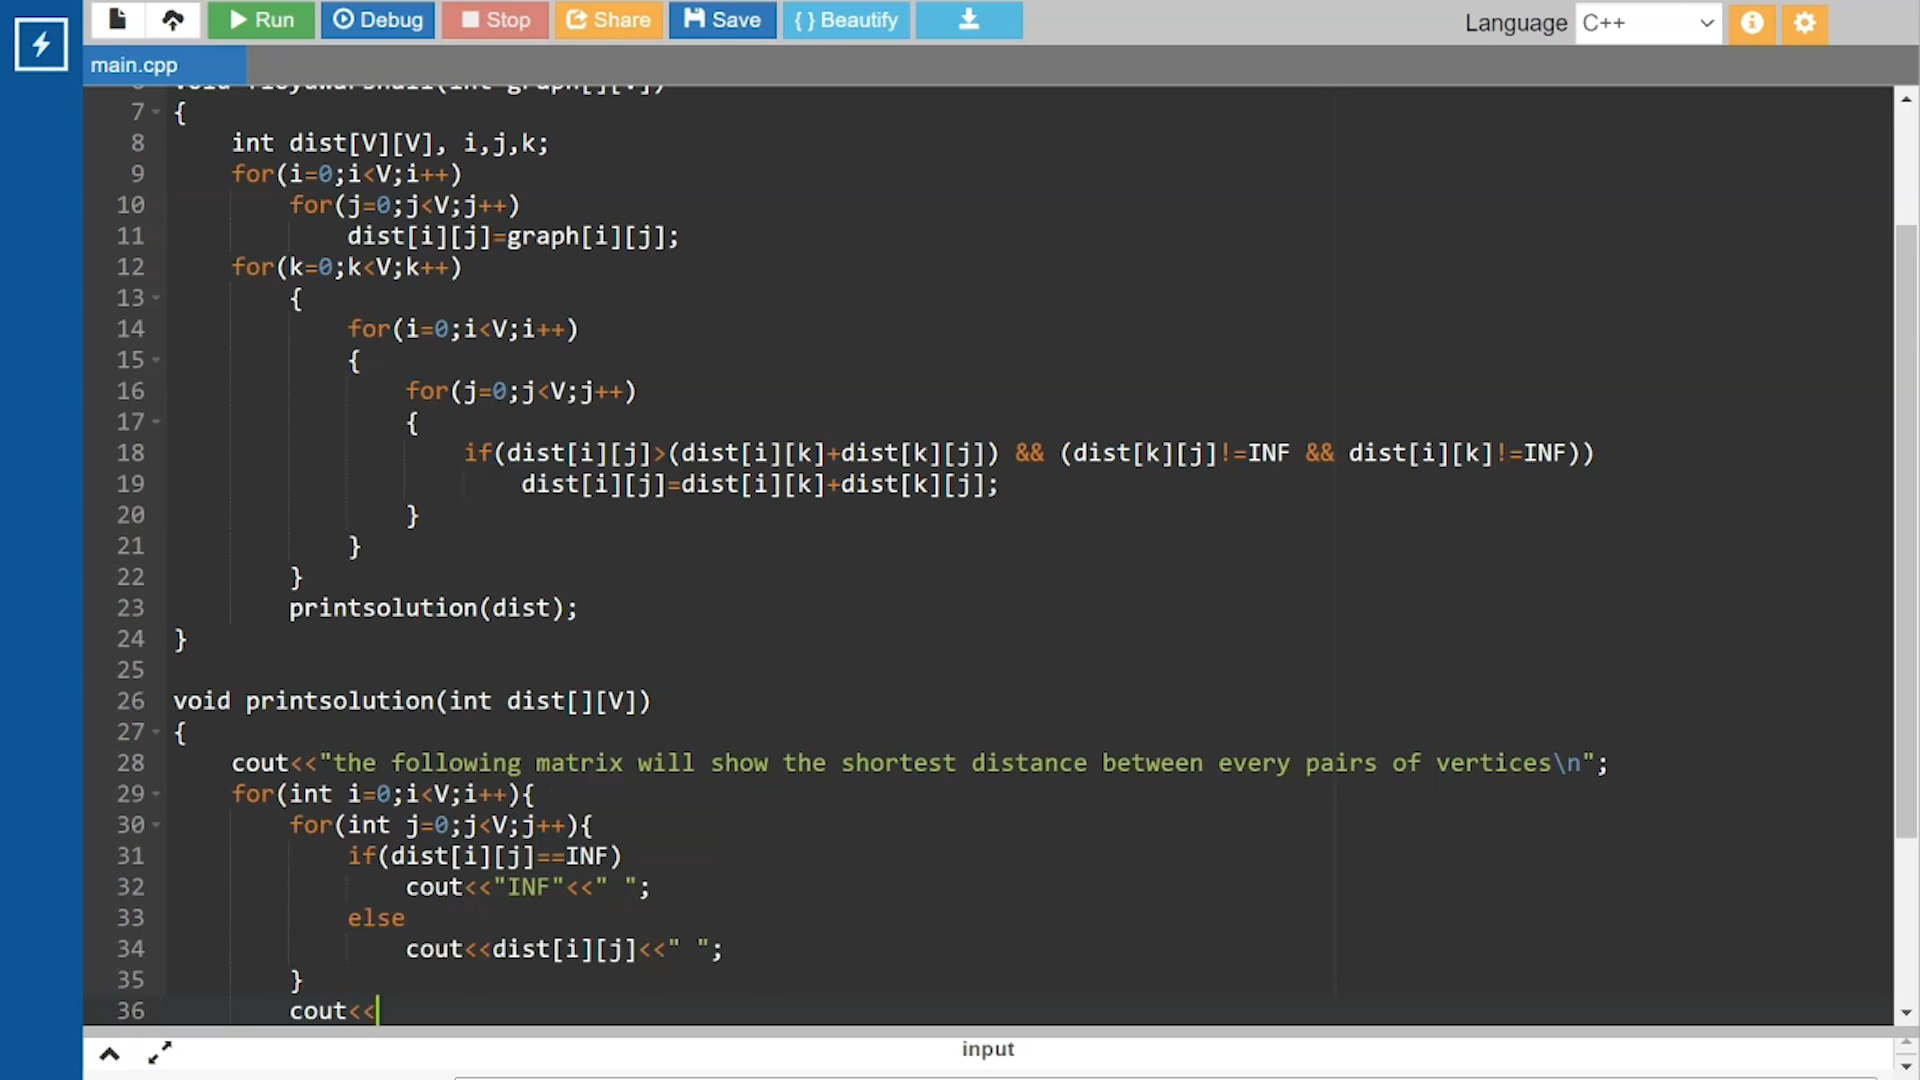 Run Debug Stop Share Save { } Beautify Language C++
main.cpp
6 void floydWarshall(int graph[][V])
7 {
8 int dist[V][V], i,j,k;
9 for(i=0;i<V;i++)
10 for(j=0;j<V;j++)
11 dist[i][j]=graph[i][j];
12 for(k=0;k<V;k++)
13 {
14 for(i=0;i<V;i++)
15 {
16 for(j=0;j<V;j++)
17 {
18 if(dist[i][j]>(dist[i][k]+dist[k][j]) && (dist[k][j]!=INF && dist[i][k]!=INF))
19 dist[i][j]=dist[i][k]+dist[k][j];
20 }
21 }
22 }
23 printsolution(dist);
24 }
25
26 void printsolution(int dist[][V])
27 {
28 cout<<"the following matrix will show the shortest distance between every pairs of vertices\n";
29 for(int i=0;i<V;i++){
30 for(int j=0;j<V;j++){
31 if(dist[i][j]==INF)
32 cout<<"INF"<<" ";
33 else
34 cout<<dist[i][j]<<" ";
35 }
36 cout<<
input